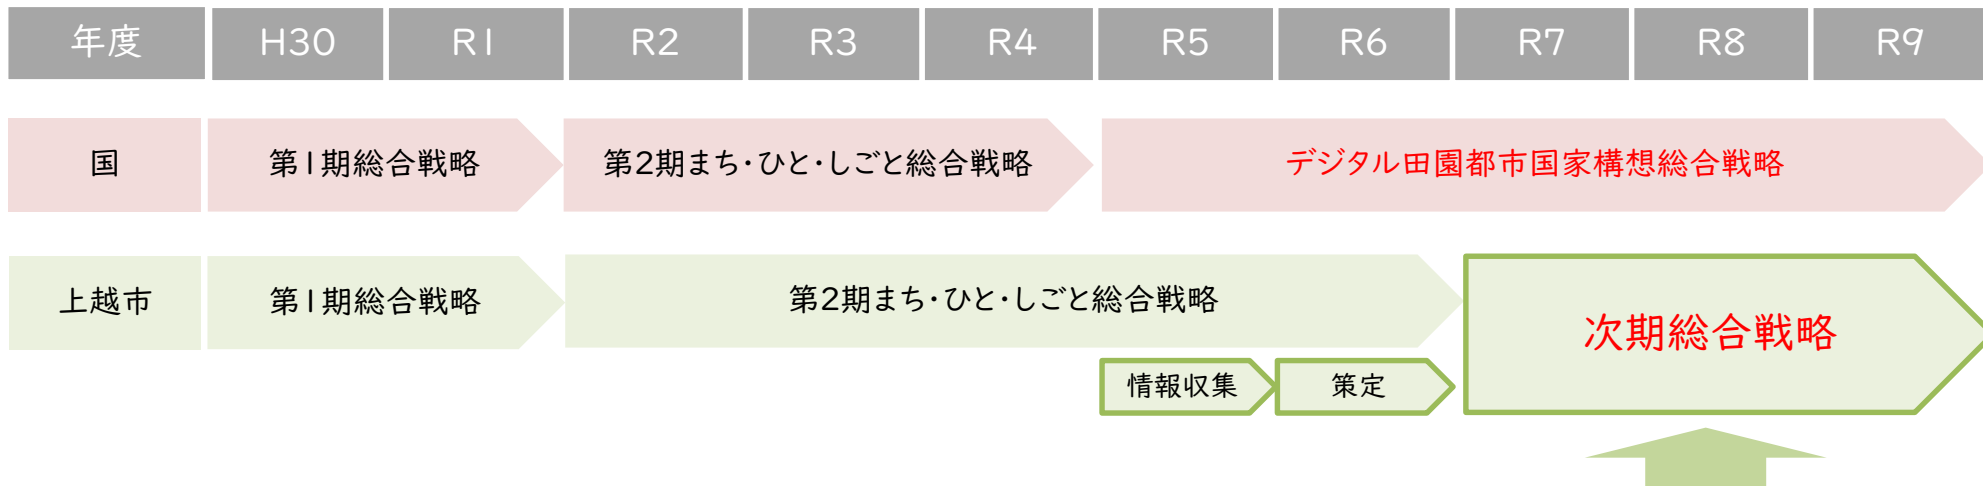 年度 H30 R1 R2 R3 R4 R5 R6 R7 R8 R9
国 第1期総合戦略 第2期まち・ひと・しごと総合戦略 デジタル田園都市国家構想総合戦略
上越市 第1期総合戦略 第2期まち・ひと・しごと総合戦略
次期総合戦略
情報収集 策定